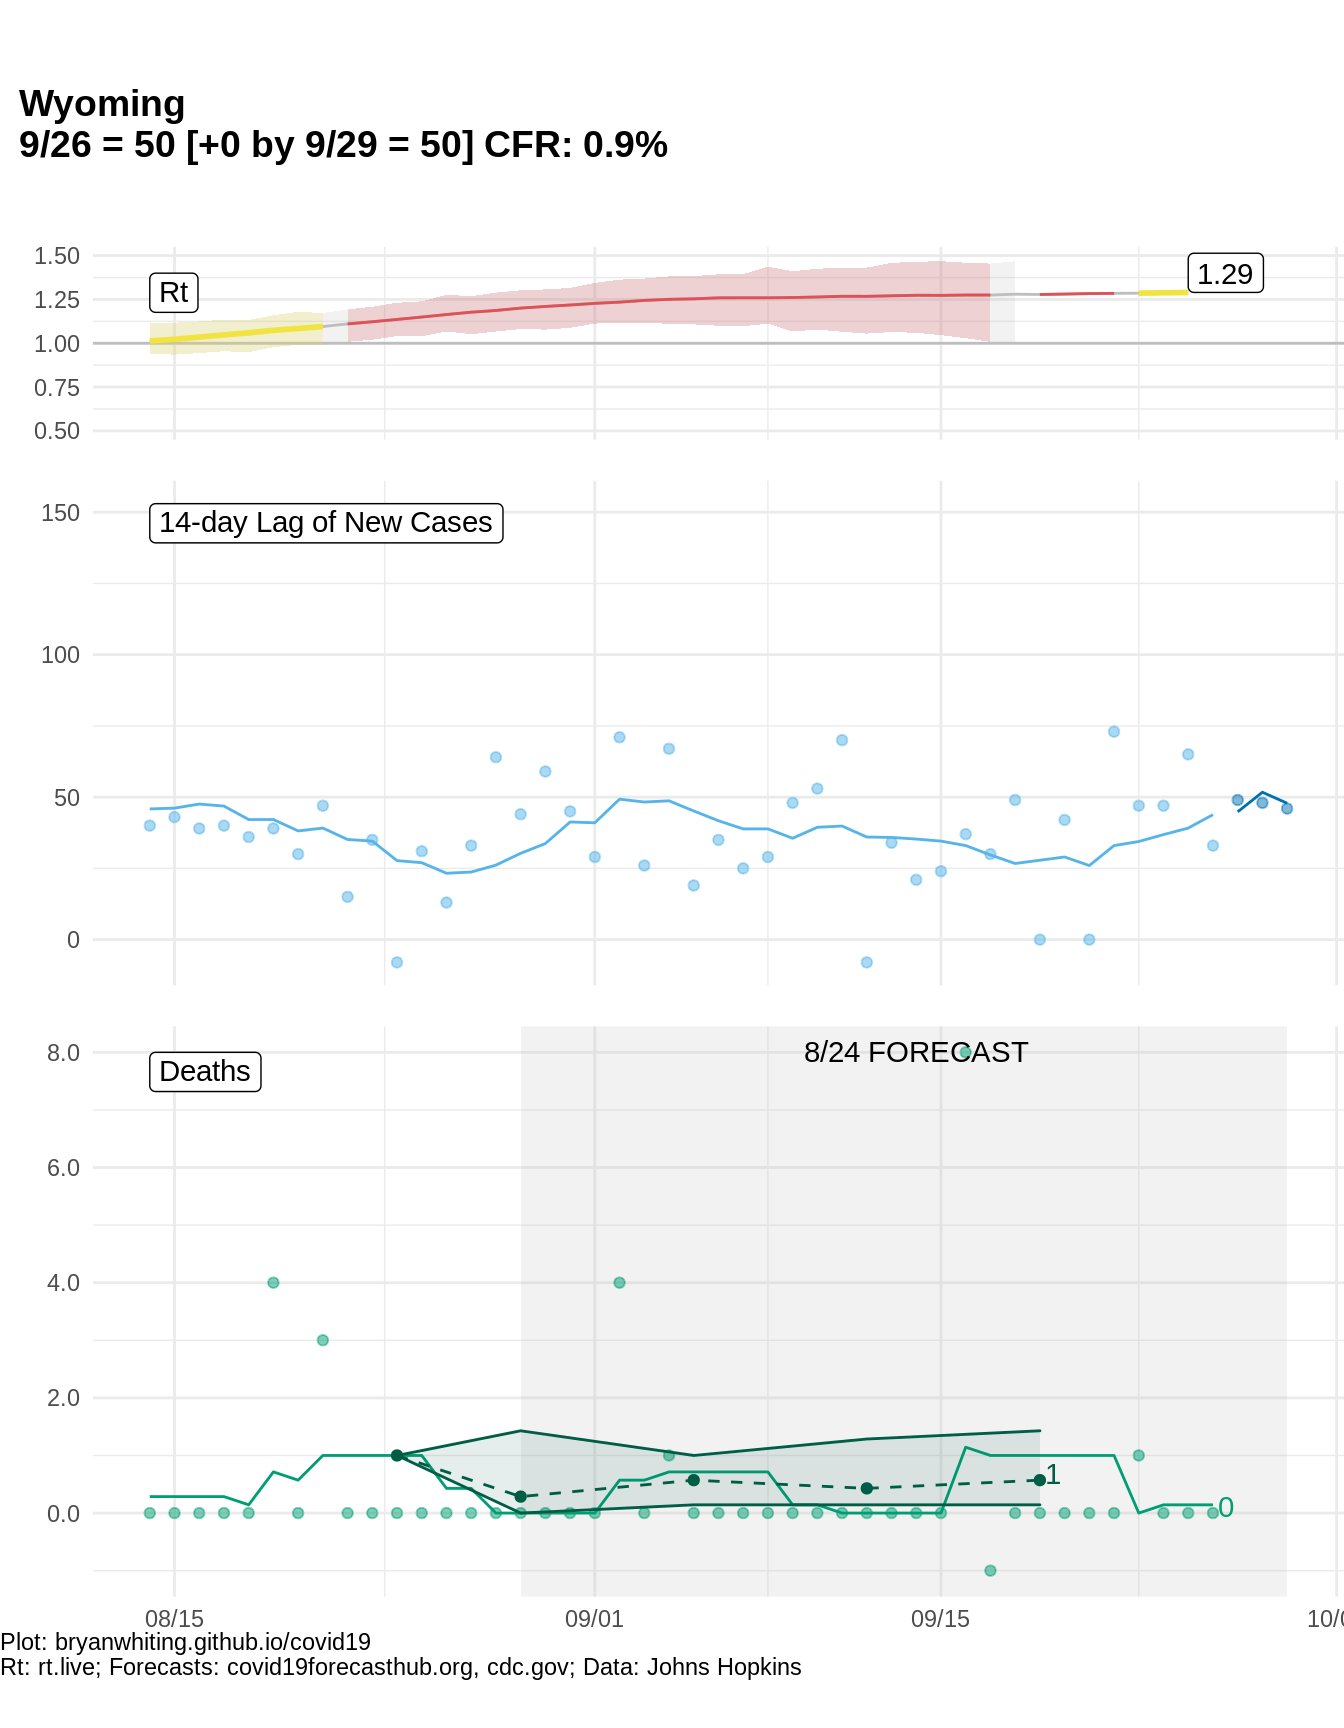 Wyoming
9/26 = 50 [+0 by 9/29 = 50] CFR: 0.9%
1.50
1.25
1.00
0.75
0.50
Rt
1.29
150
100
50
0
14-day Lag of New Cases
8.0
6.0
4.0
2.0
0.0
Deaths
8/24 FORECAST
1
0
08/15
09/01
09/15
Plot: bryanwhiting.github.io/covid19
Rt: rt.live; Forecasts: covid19forecasthub.org, cdc.gov; Data: Johns Hopkins